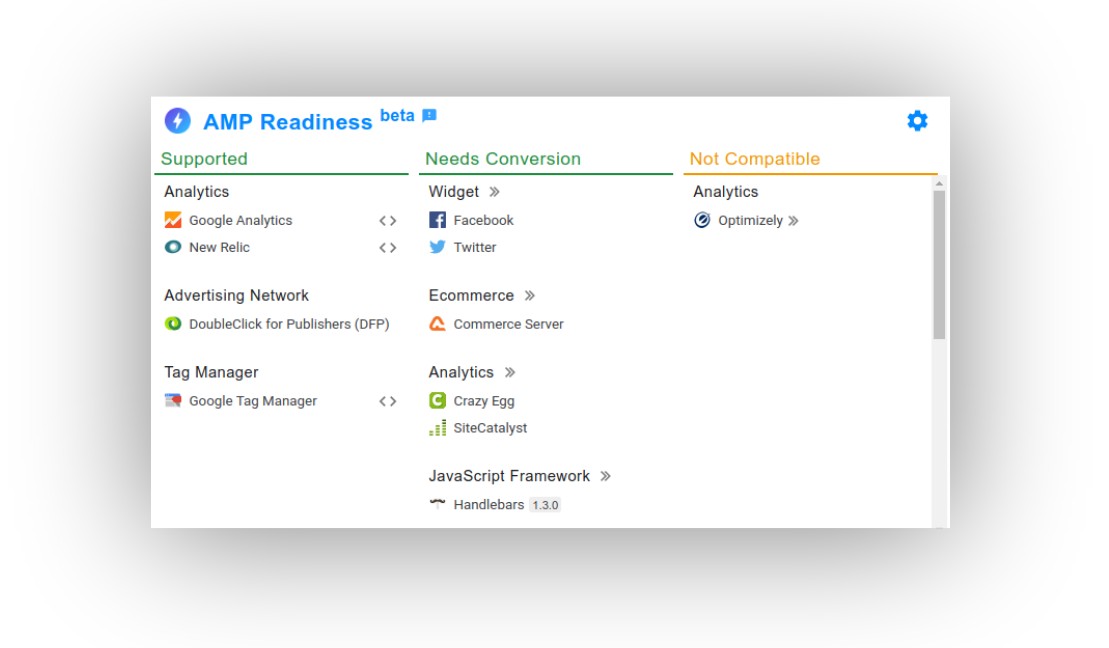 AMP Readiness beta
Supported
Analytics
Google Analytics
New Relic
Advertising Network
DoubleClick for Publishers (DFP)
Tag Manager
Google Tag Manager
Needs Conversion
Widget
Facebook
Twitter
Ecommerce
Commerce Server
Analytics
Crazy Egg
SiteCatalyst
JavaScript Framework
Handlebars 1.3.0
Not Compatible
Analytics
Optimizely